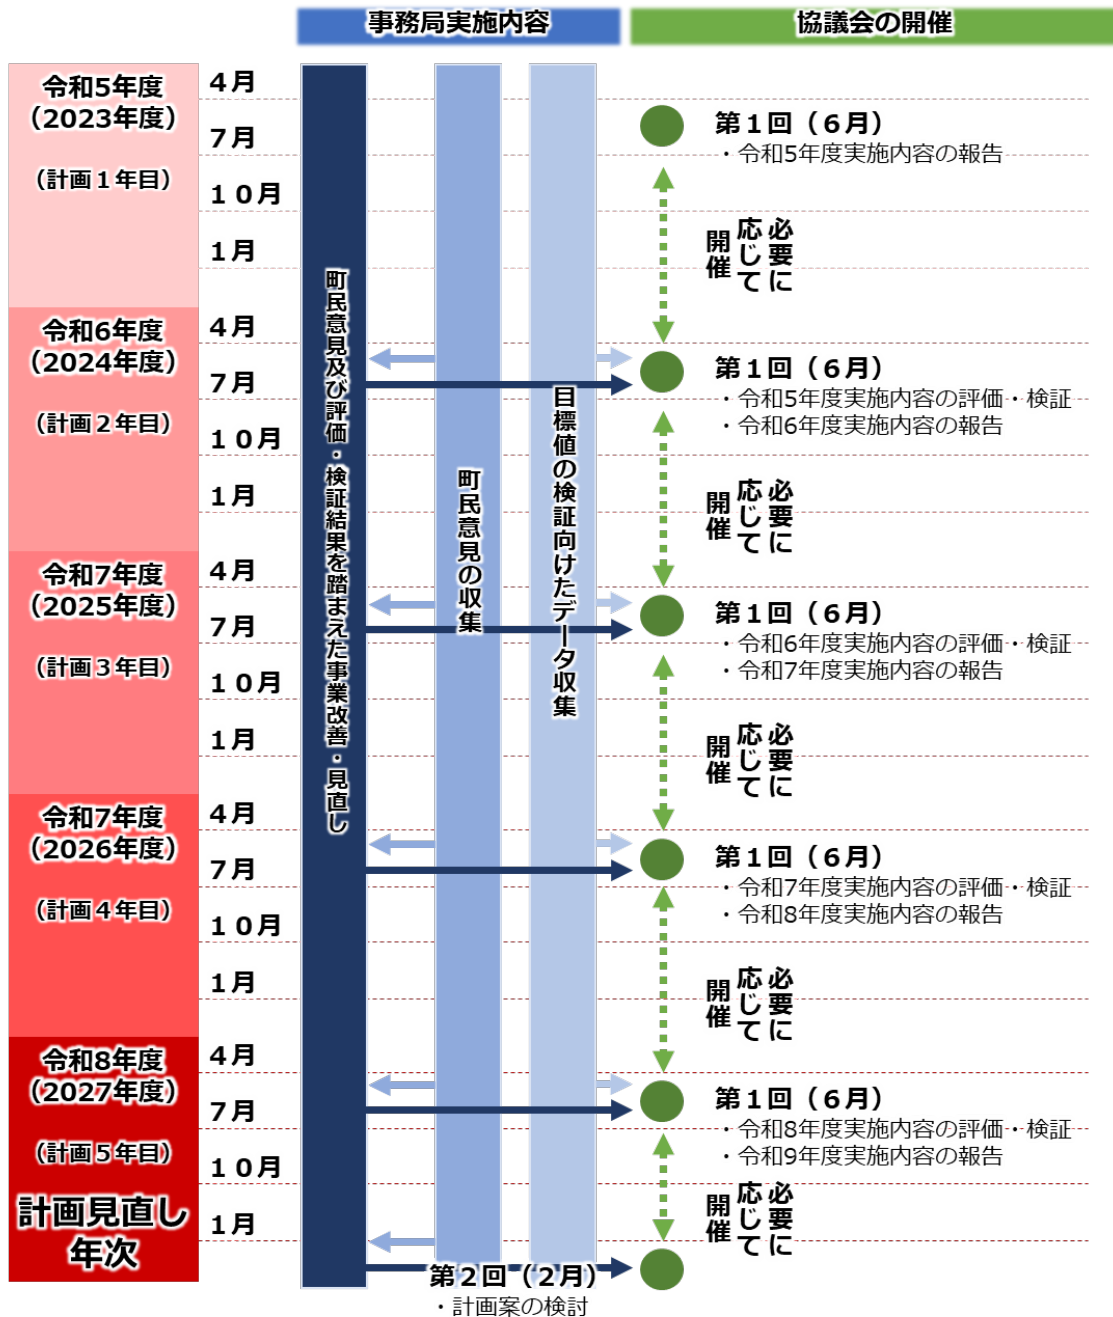 事務局実施内容
協議会の開催
令和5年度
（2023年度）
（計画１年目）
４月
７月
１０月
１月
第１回（６月）
・令和5年度実施内容の報告
必要に
応じて
開催
令和6年度
（2024年度）
（計画２年目）
４月
７月
１０月
１月
第１回（６月）
・令和5年度実施内容の評価・検証
・令和6年度実施内容の報告
必要に
応じて
開催
令和7年度
（2025年度）
（計画３年目）
４月
７月
１０月
１月
第１回（６月）
・令和6年度実施内容の評価・検証
・令和7年度実施内容の報告
必要に
応じて
開催
令和7年度
（2026年度）
（計画４年目）
４月
７月
１０月
１月
第１回（６月）
・令和7年度実施内容の評価・検証
・令和8年度実施内容の報告
必要に
応じて
開催
令和8年度
（2027年度）
（計画５年目）
計画見直し
年次
４月
７月
１０月
１月
第１回（６月）
・令和8年度実施内容の評価・検証
・令和9年度実施内容の報告
必要に
応じて
開催
町民意見及び評価・検証結果を踏まえた事業改善・見直し
町民意見の収集
目標値の検証向けたデータ収集
第２回（２月）
・計画案の検討